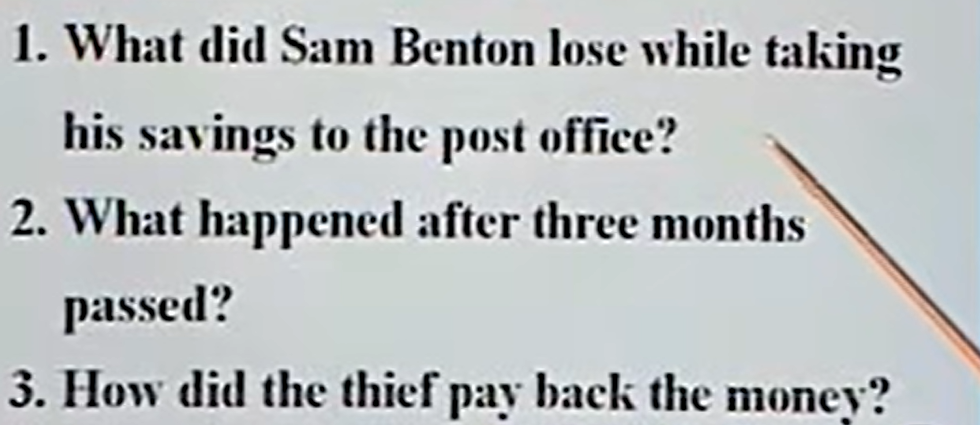 1. What did Sam Benton lose while taking
his savings to the post office?
2. What happened after three months
passed?
3. How did the thief pay back the money?